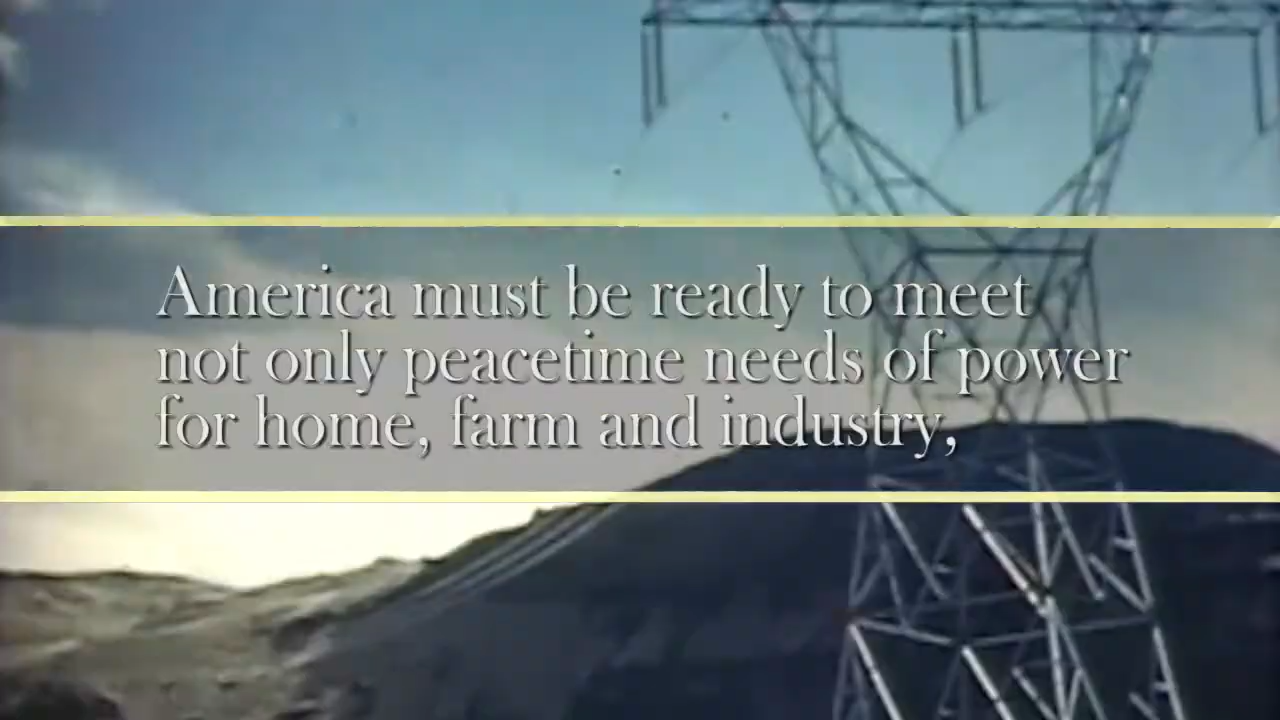 America must be ready to meet
not only peacetime needs of power
for home, farm and industry,